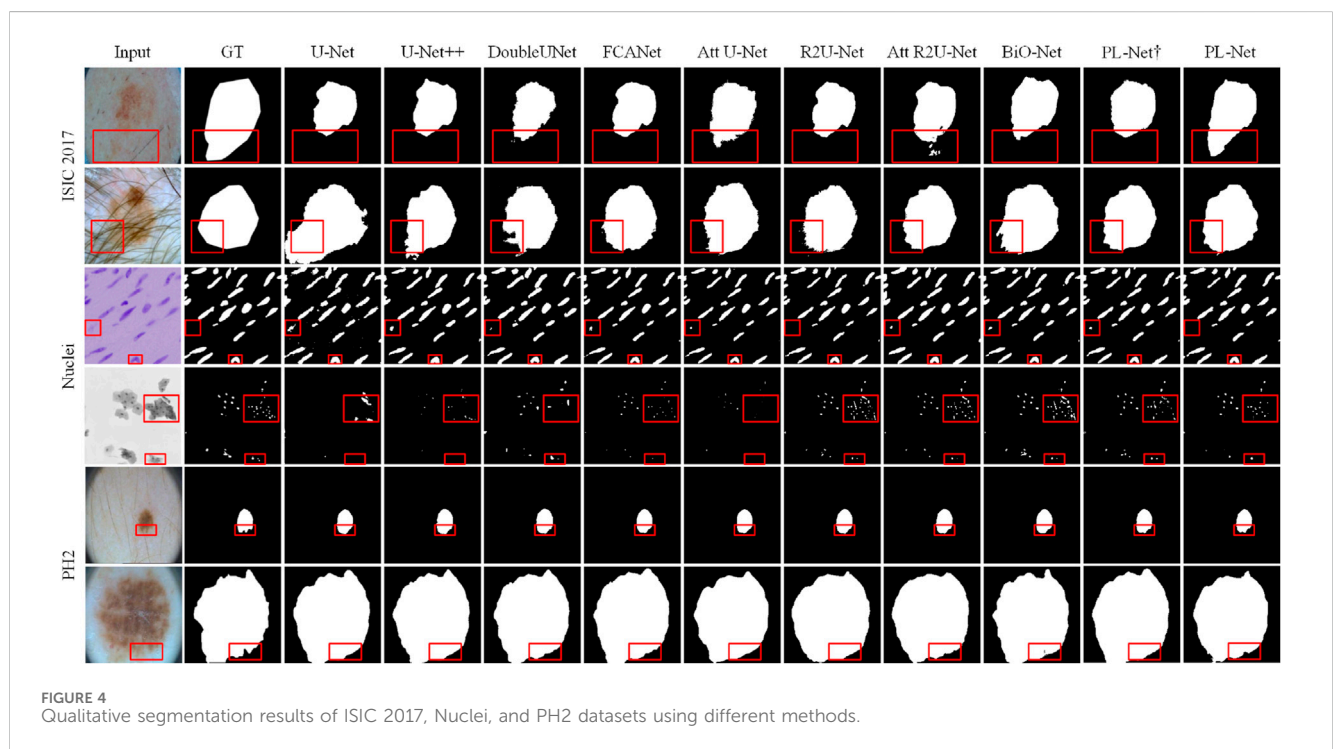 Input GT U-Net U-Net++ DoubleUNet FCANet Att U-Net R2U-Net Att R2U-Net BiO-Net PL-Net† PL-Net
ISIC 2017
Nuclei
PH2
FIGURE 4
Qualitative segmentation results of ISIC 2017, Nuclei, and PH2 datasets using different methods.